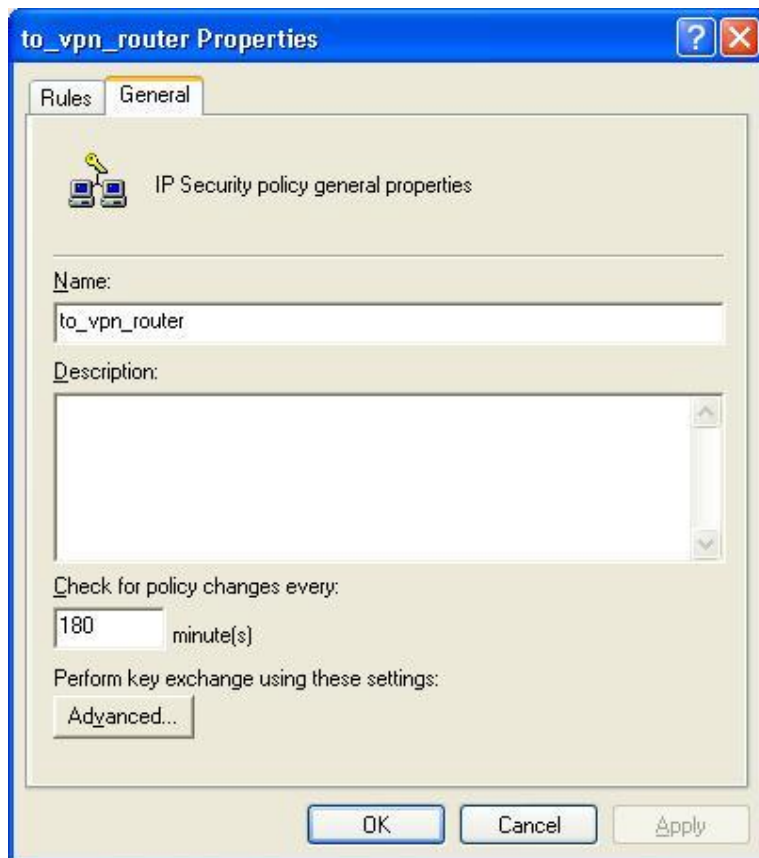 to_vpn_router Properties
Rules
General
IP Security policy general properties
Name:
to_vpn_router
Description:
Check for policy changes every:
180 minute(s)
Perform key exchange using these settings:
Advanced...
OK
Cancel
Apply